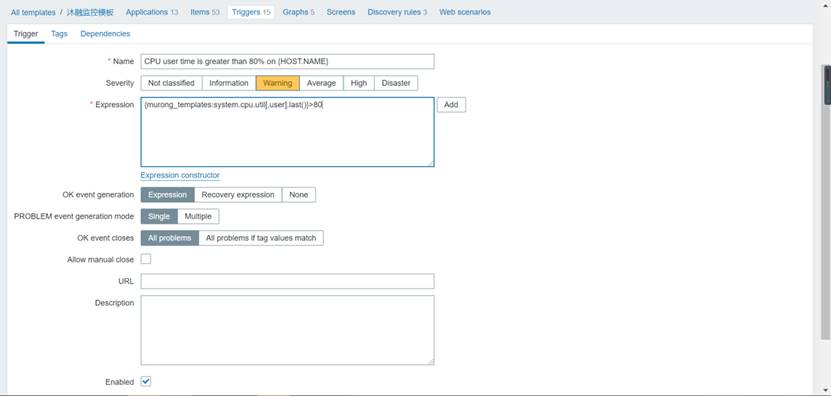 All templates / 沐融监控模板 Applications 13 Items 53 Triggers 15 Graphs 5 Screens Discovery rules 3 Web scenarios
Trigger Tags Dependencies
* Name CPU user time is greater than 80% on {HOST.NAME}
Severity Not classified Information Warning Average High Disaster
* Expression {murong_templates:system.cpu.util[,user].last()}>80 Add
Expression constructor
OK event generation Expression Recovery expression None
PROBLEM event generation mode Single Multiple
OK event closes All problems All problems if tag values match
Allow manual close
URL
Description
Enabled